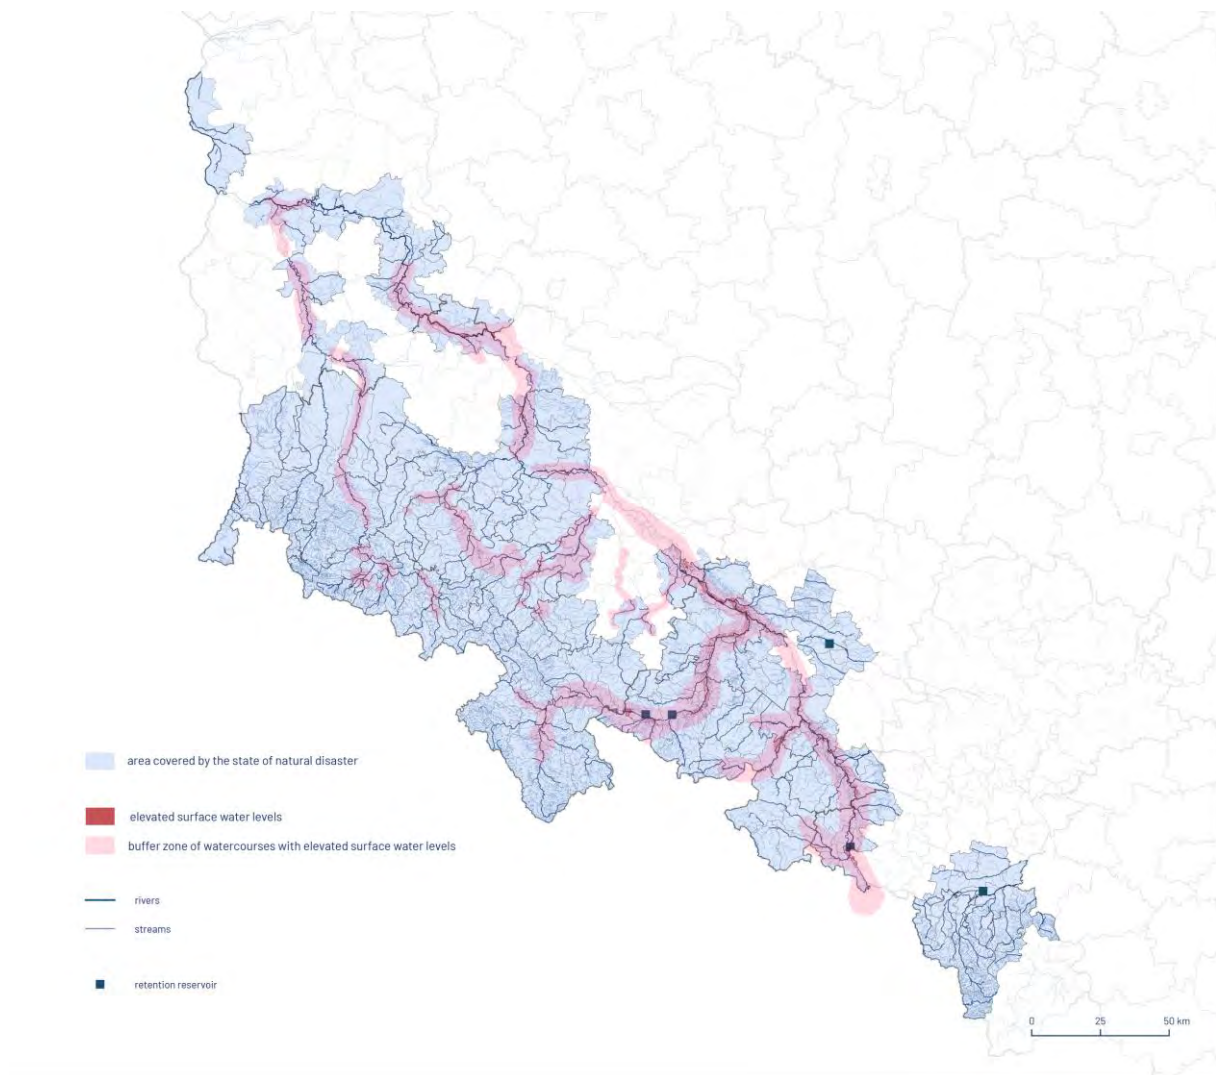 area covered by the state of natural disaster
elevated surface water levels
buffer zone of watercourses with elevated surface water levels
rivers
streams
retention reservoir
0 25 50 km